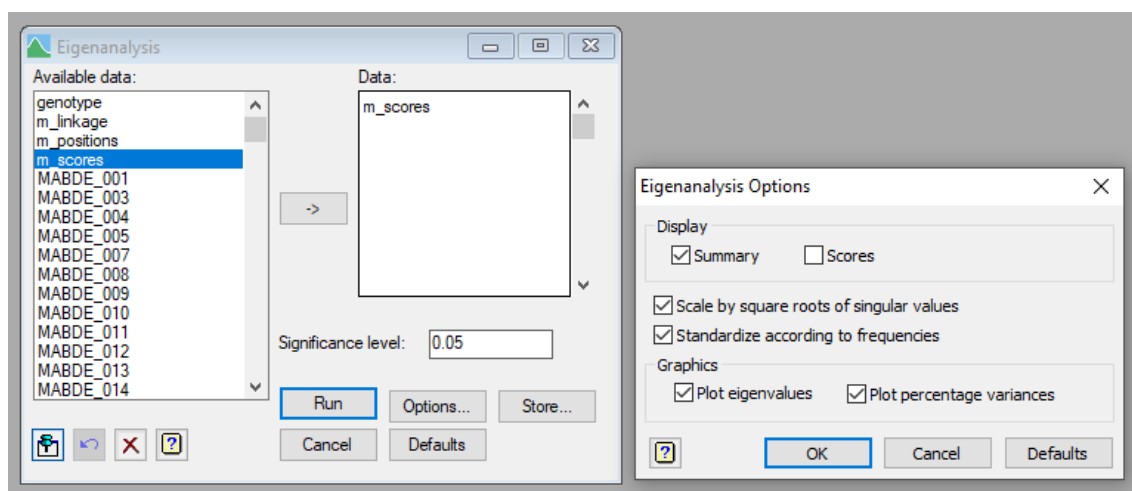 Eigenanalysis
Available data:
Data:
genotype
m_linkage
m_positions
m_scores
MABDE_001
MABDE_003
MABDE_004
MABDE_005
MABDE_007
MABDE_008
MABDE_009
MABDE_010
MABDE_011
MABDE_012
MABDE_013
MABDE_014
->
m_scores
Significance level: 0.05
Run Options... Store...
Cancel Defaults
Eigenanalysis Options
Display
Summary Scores
Scale by square roots of singular values
Standardize according to frequencies
Graphics
Plot eigenvalues Plot percentage variances
OK Cancel Defaults